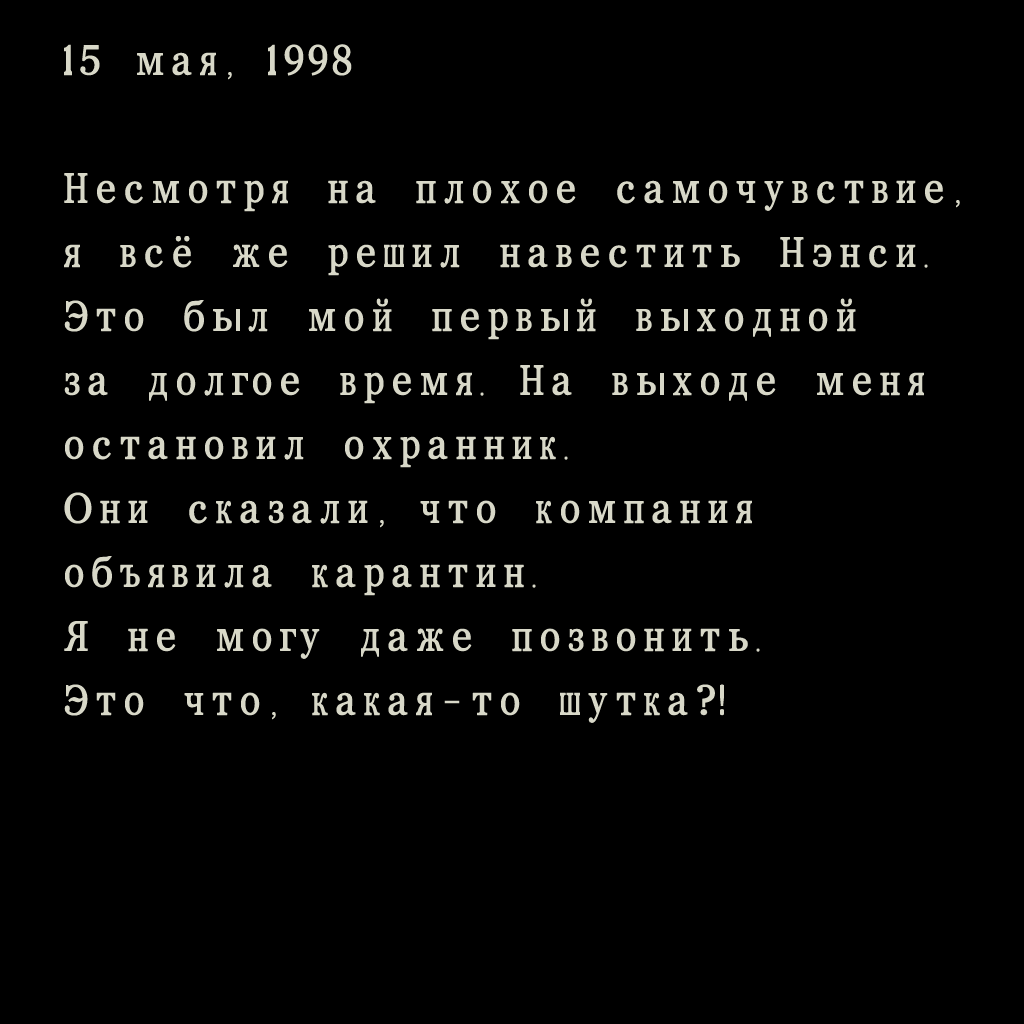 15 мая, 1998
Несмотря на плохое самочувствие,
я всё же решил навестить Нэнси.
Это был мой первый выходной
за долгое время. На выходе меня
остановил охранник.
Они сказали, что компания
объявила карантин.
Я не могу даже позвонить.
Это что, какая-то шутка?!